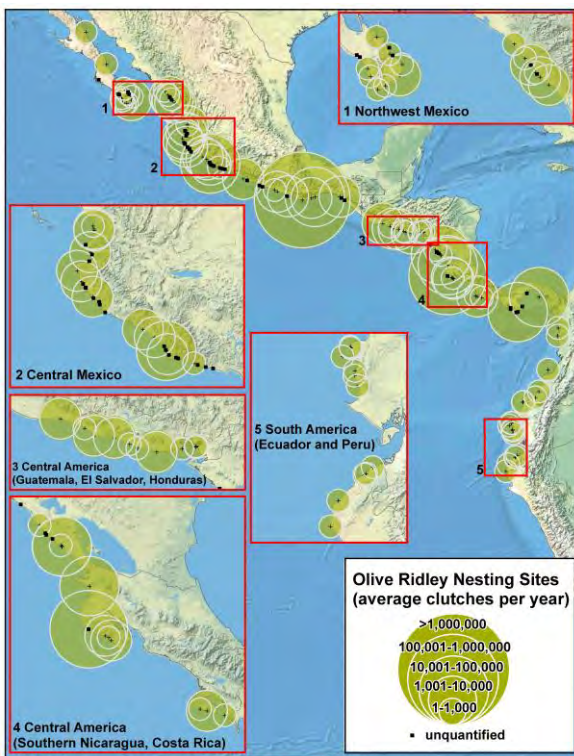 1 Northwest Mexico
1
2
3
4
5
2 Central Mexico
3 Central America
(Guatemala, El Salvador, Honduras)
5 South America
(Ecuador and Peru)
4 Central America
(Southern Nicaragua, Costa Rica)
Olive Ridley Nesting Sites
(average clutches per year)
>1,000,000
100,001-1,000,000
10,001-100,000
1,001-10,000
1-1,000
unquantified